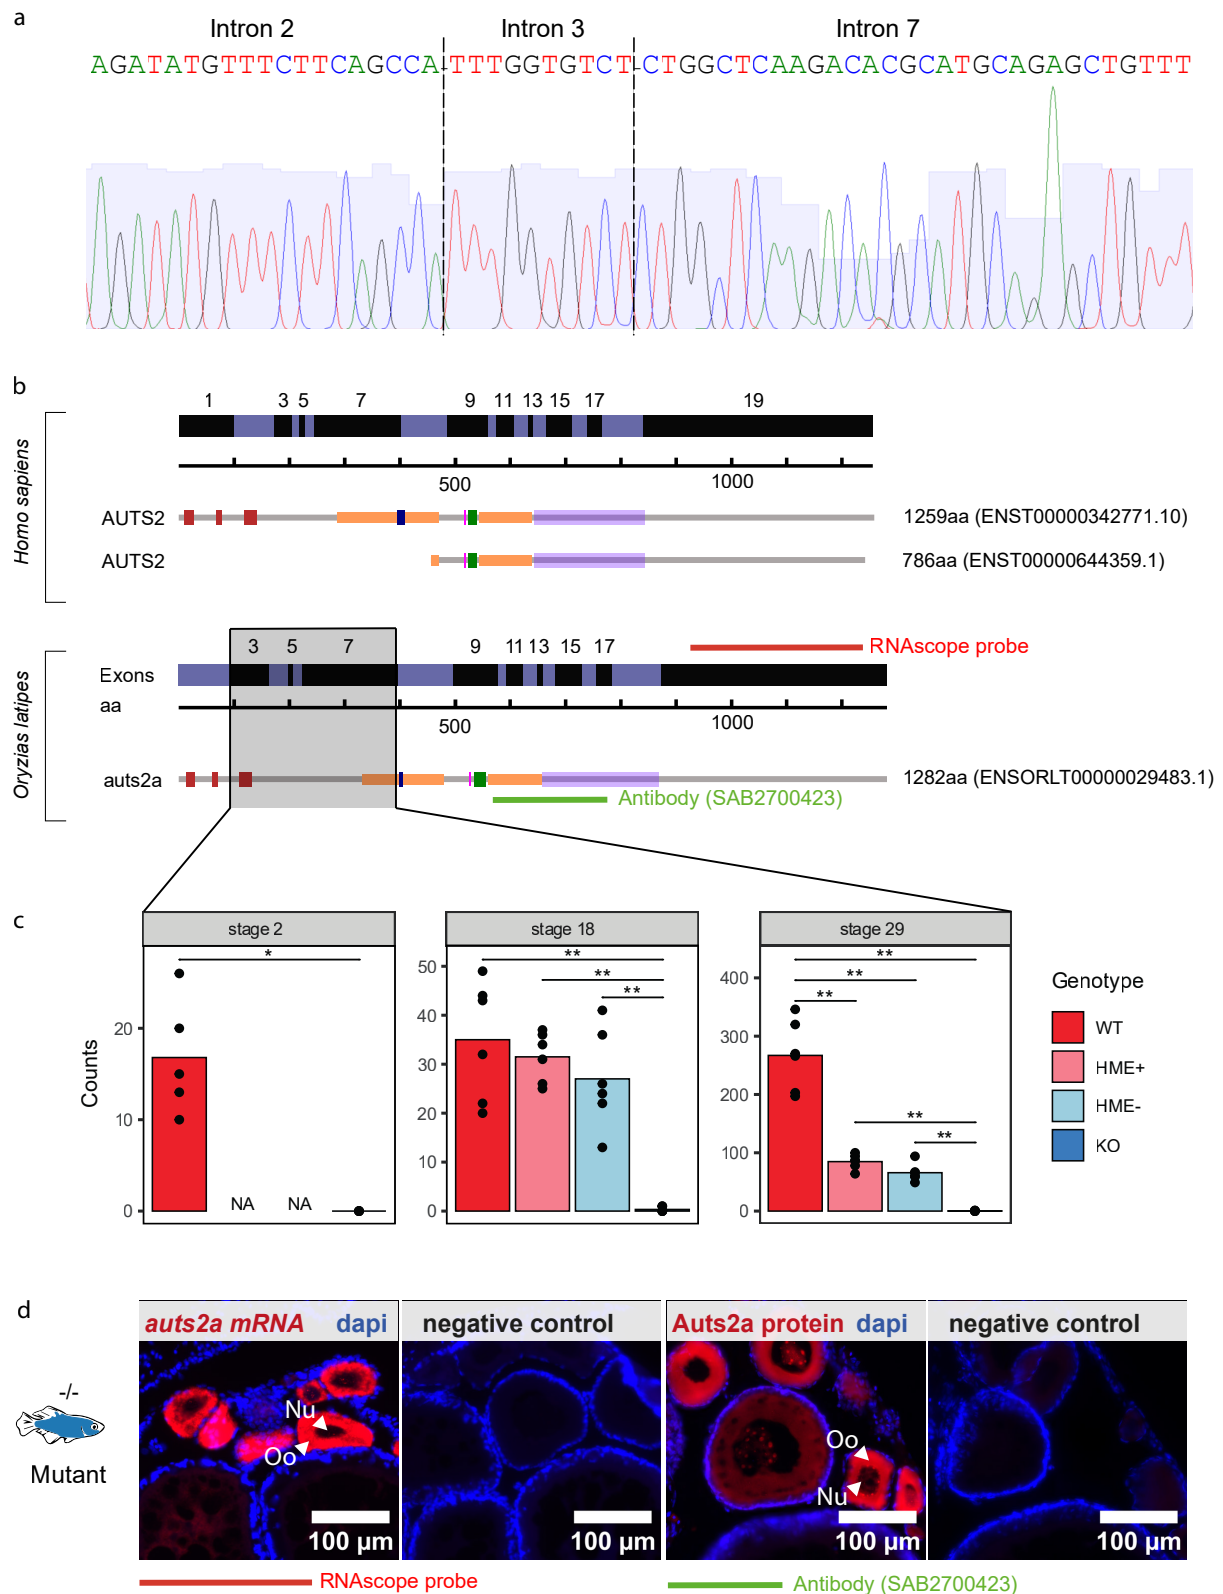 a
Intron 2 Intron 3 Intron 7
AGATATGTTTCTTCAGCCA-TTTGGTGTCT-CTGGCTCAAGACACGCATGCAGAGCTGTTT
b
Homo sapiens
1 3 5 7 9 11 13 15 17 19
500 1000
AUTS2 1259aa (ENST00000342771.10)
AUTS2 786aa (ENST00000644359.1)
Oryzias latipes
3 5 7 9 11 13 15 17
RNAscope probe
Exons
aa
500 1000
auts2a 1282aa (ENSORLT00000029483.1)
Antibody (SAB2700423)
c
stage 2 stage 18 stage 29
Counts
* ** ** ** ** ** ** ** **
20
10
0
NA NA
50
40
30
20
10
0
400
300
200
100
0
Genotype
WT
HME+
HME-
KO
d
auts2a mRNA dapi negative control Auts2a protein dapi negative control
-/-
Mutant
Nu
Oo
Oo
Nu
100 µm 100 µm 100 µm 100 µm
RNAscope probe Antibody (SAB2700423)